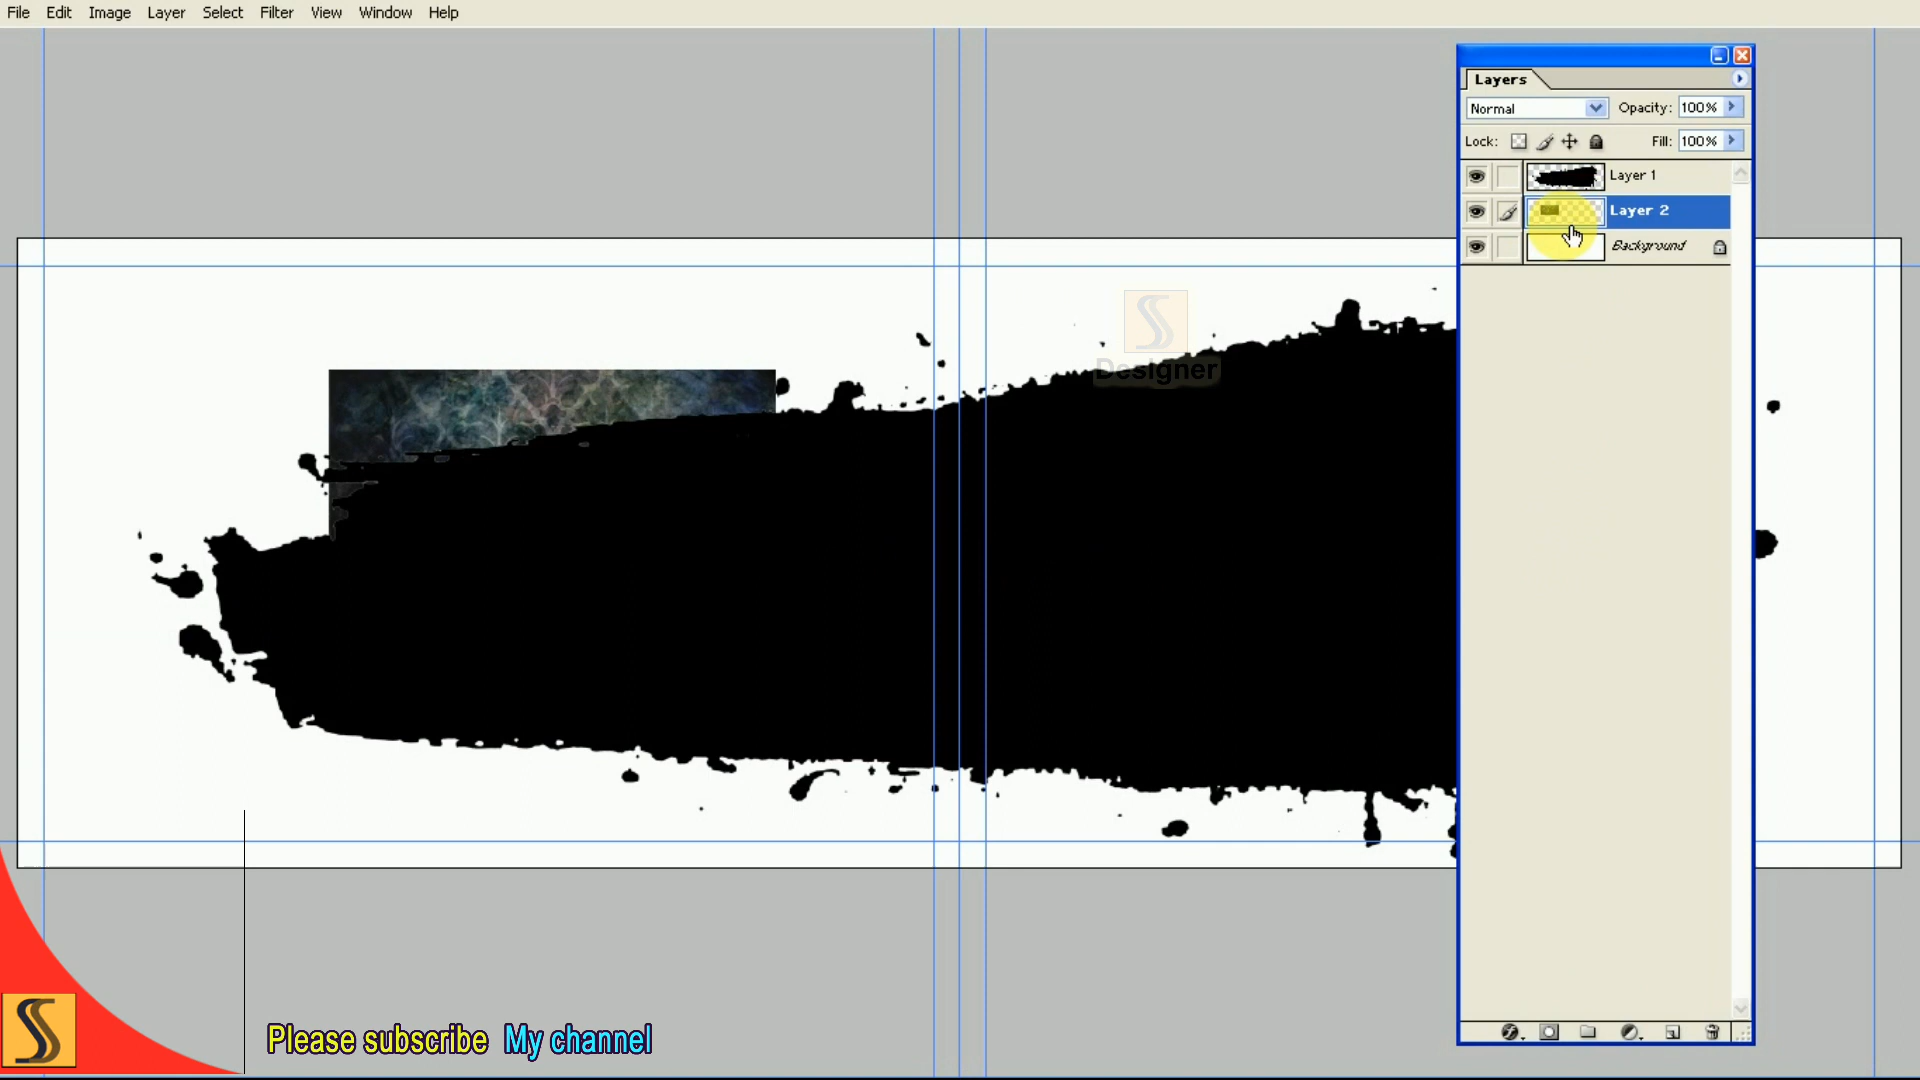 File Edit Image Layer Select Filter View Window Help
Layers
Normal Opacity: 100%
Lock: Fill: 100%
Layer 1
Layer 2
Background
Designer
Please subscribe My channel